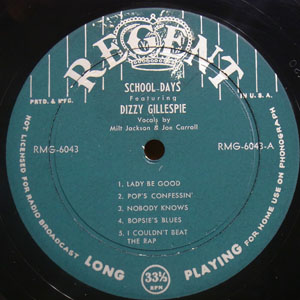 REGENT
PRTD. & MFG.
IN U.S.A.
SCHOOL DAYS
Featuring
DIZZY GILLESPIE
Vocals by
Milt Jackson & Joe Carroll
RMG-6043
RMG-6043-A
1. LADY BE GOOD
2. POP'S CONFESSIN'
3. NOBODY KNOWS
4. BOPSIE'S BLUES
5. I COULDN'T BEAT
THE RAP
NOT LICENSED FOR RADIO BROADCAST
FOR HOME USE ON PHONOGRAPH
LONG 33⅓ PLAYING
RPM